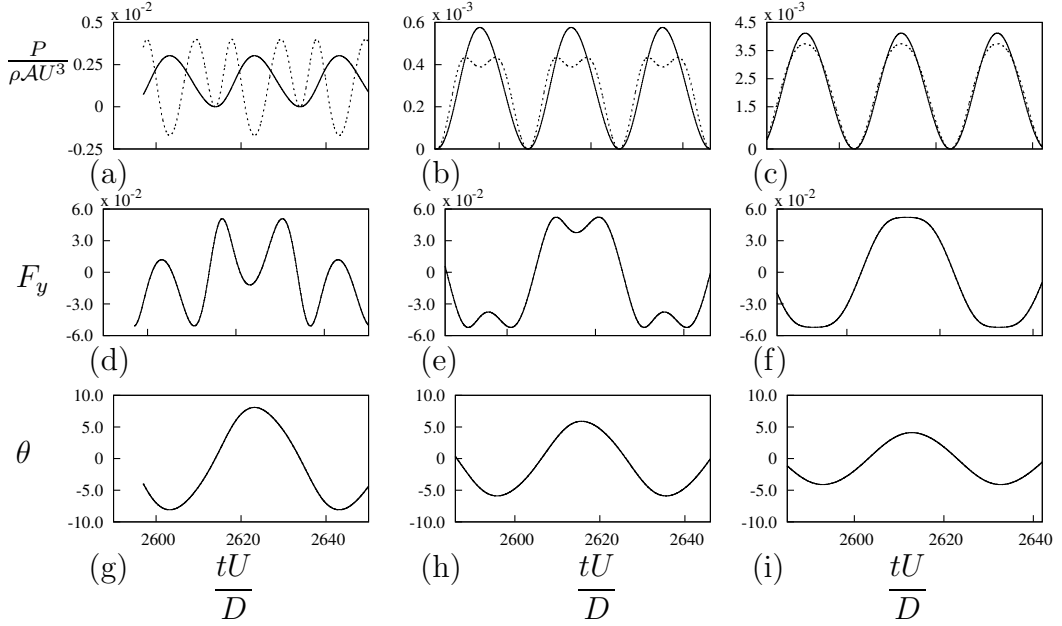 x 10⁻² x 10⁻³ x 10⁻³
P/ρAU³
0.5 0.25 0 -0.25
0.6 0.4 0.2 0
4.5 3.5 2.5 1.5 0
(a) (b) (c)
x 10⁻² x 10⁻² x 10⁻²
F_y
6.0 3.0 0 -3.0 -6.0
6.0 3.0 0 -3.0 -6.0
6.0 3.0 0 -3.0 -6.0
(d) (e) (f)
θ
10.0 5.0 0 -5.0 -10.0
10.0 5.0 0 -5.0 -10.0
10.0 5.0 0 -5.0 -10.0
2600 2620 2640 2600 2620 2640 2600 2620 2640
(g) tU/D (h) tU/D (i) tU/D